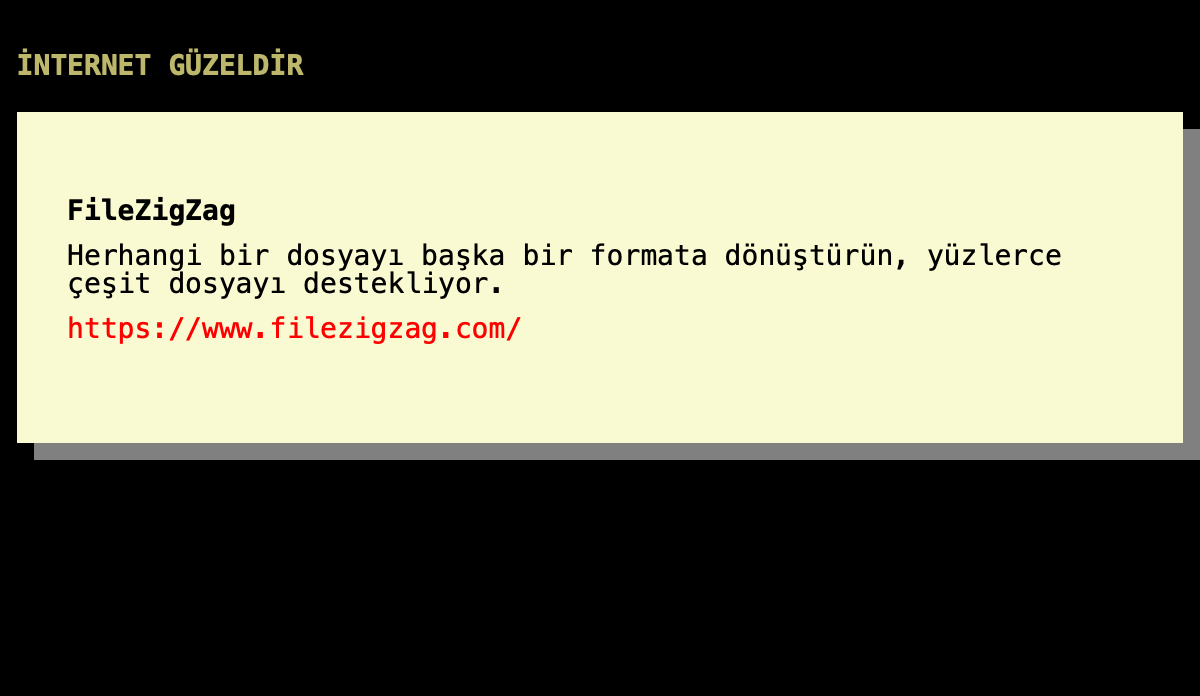 İNTERNET GÜZELDİR
FileZigZag
Herhangi bir dosyayı başka bir formata dönüştürün, yüzlerce
çeşit dosyayı destekliyor.
https://www.filezigzag.com/